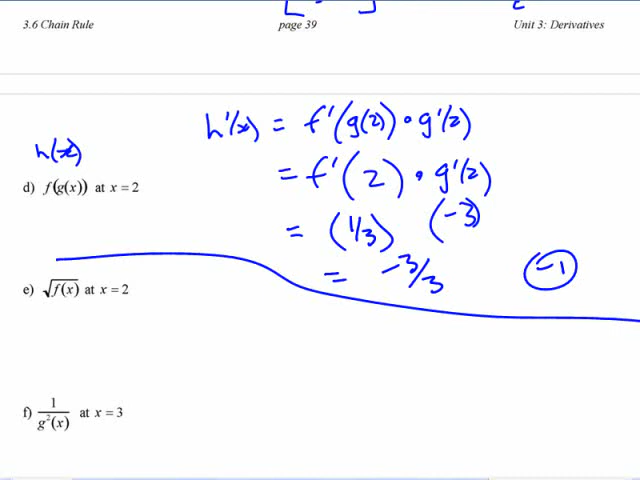 3.6 Chain Rule page 39 Unit 3: Derivatives
h'(x) = f'(g(2)) • g'(2)
h(x)
= f'(2) • g'(2)
d) f(g(x)) at x = 2
= (1/3) (-3)
= -3/3 -1
e) √f(x) at x = 2
f) 1/g²(x) at x = 3